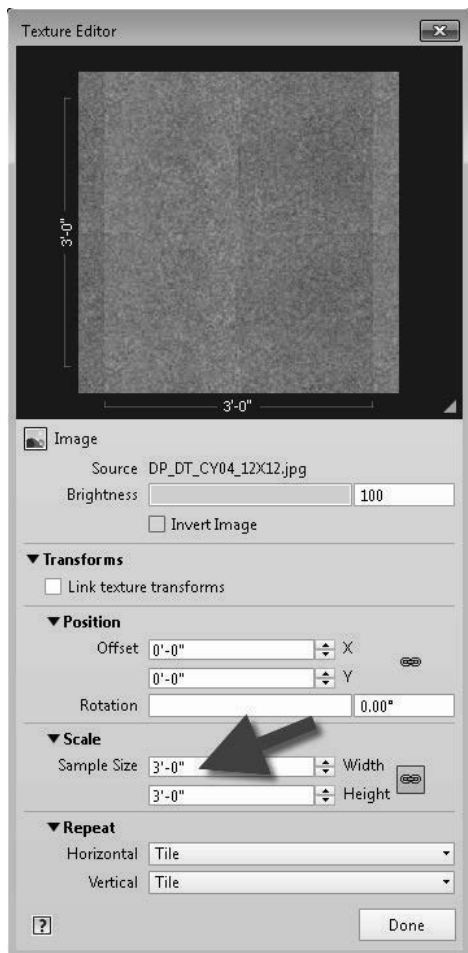 Texture Editor
3'-0"
3'-0"
Image
Source DP_DT_CY04_12X12.jpg
Brightness 100
Invert Image
Transforms
Link texture transforms
Position
Offset 0'-0" X
0'-0" Y
Rotation 0.00°
Scale
Sample Size 3'-0" Width
3'-0" Height
Repeat
Horizontal Tile
Vertical Tile
? Done